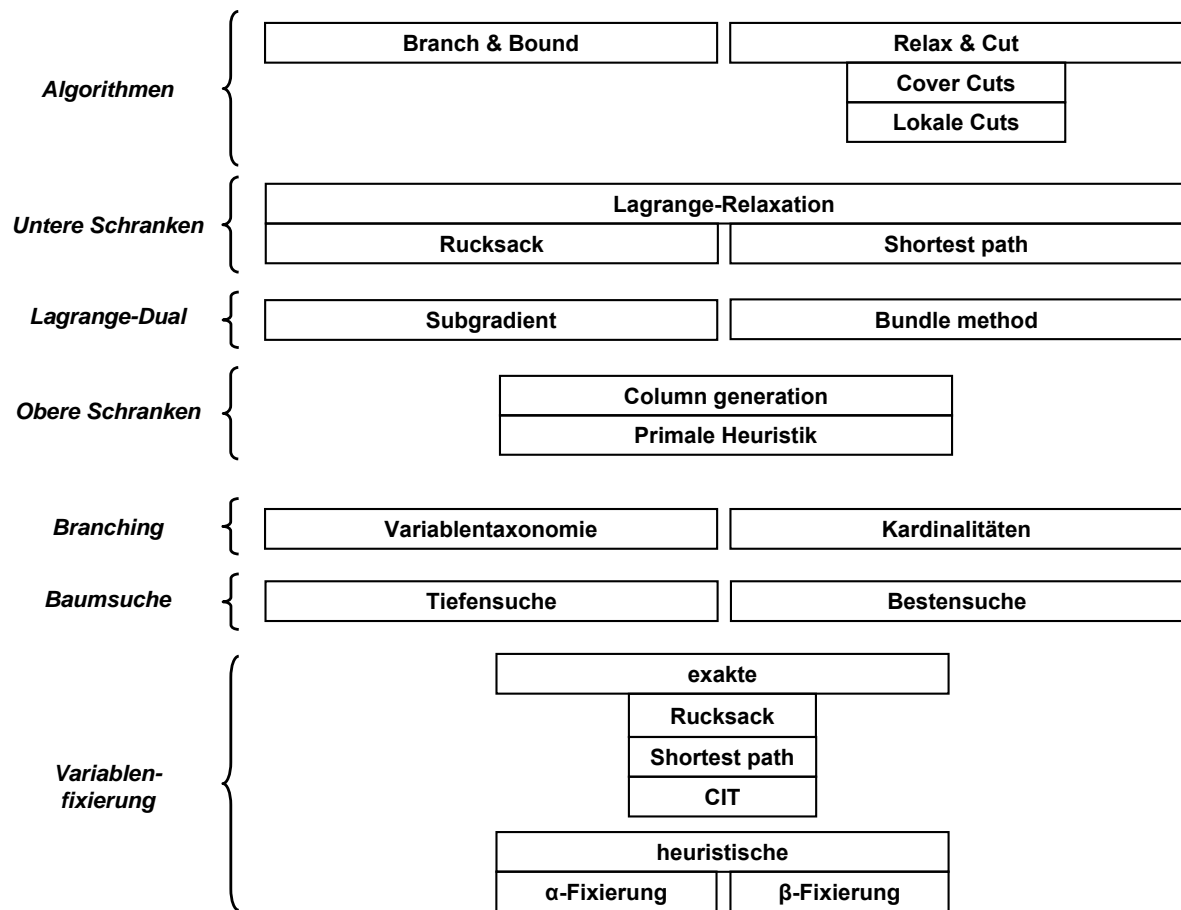 Algorithmen
Branch & Bound
Relax & Cut
Cover Cuts
Lokale Cuts
Untere Schranken
Lagrange-Relaxation
Rucksack
Shortest path
Lagrange-Dual
Subgradient
Bundle method
Obere Schranken
Column generation
Primale Heuristik
Branching
Variablentaxonomie
Kardinalitäten
Baumsuche
Tiefensuche
Bestensuche
Variablen-
fixierung
exakte
Rucksack
Shortest path
CIT
heuristische
α-Fixierung
β-Fixierung